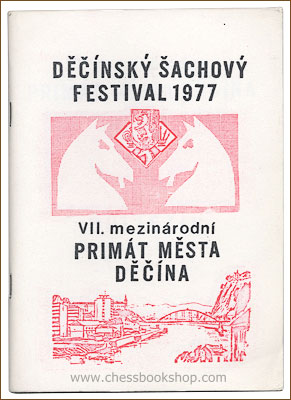 DĚČÍNSKÝ ŠACHOVÝ
FESTIVAL 1977
VII. mezinárodní
PRIMÁT MĚSTA
DĚČÍNA
www.chessbookshop.com